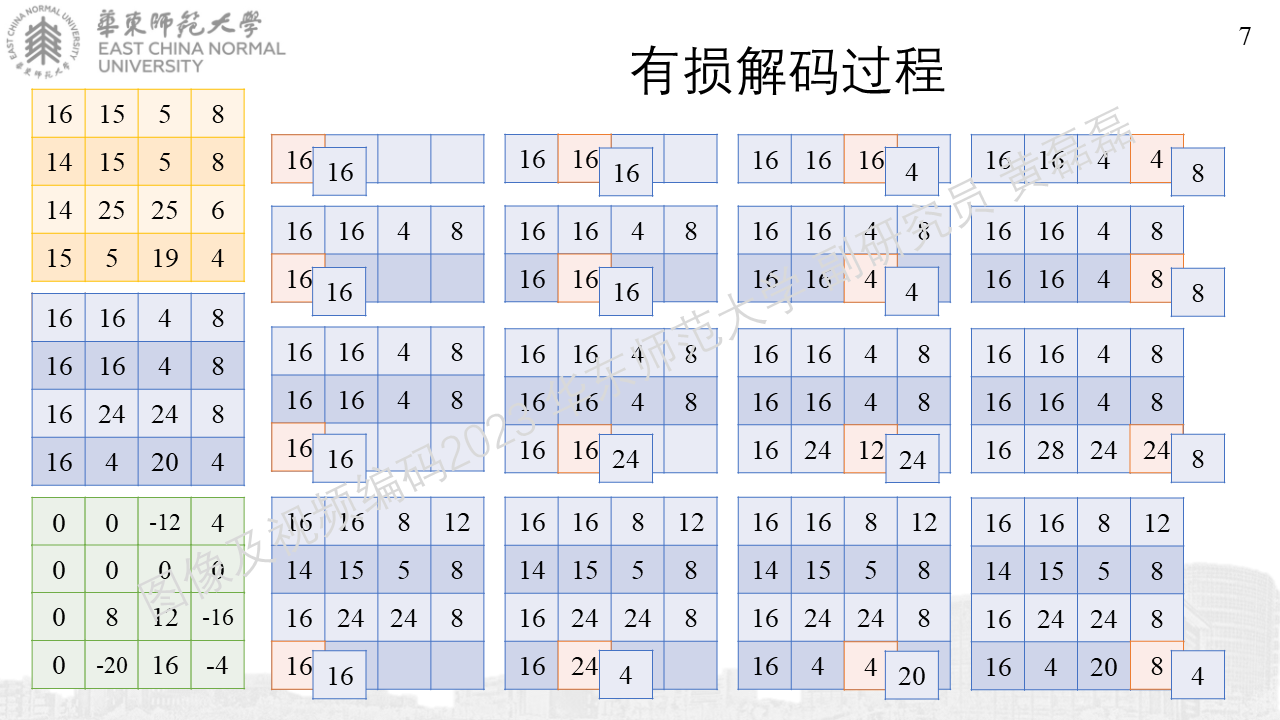 華東師范大學
EAST CHINA NORMAL
UNIVERSITY
EAST CHINA NORMAL UNIVERSITY
華東師范大學
7
有损解码过程
16 15 5 8
14 15 5 8
14 25 25 6
15 5 19 4
16 16 4 8
16 16 4 8
16 24 24 8
16 4 20 4
0 0 -12 4
0 0 0 0
0 8 12 -16
0 -20 16 -4
16 16
16 16 16
16 16 16 4
16 16 4 4 8
16 16 4 8
16 16
16 16 4 8
16 16 16
16 16 4 8
16 16 4 4
16 16 4 8
16 16 4 8 8
16 16 4 8
16 16 4 8
16 16
16 16 4 8
16 16 4 8
16 16 24
16 16 4 8
16 16 4 8
16 24 12 24
16 16 4 8
16 16 4 8
16 28 24 24 8
16 16 8 12
14 15 5 8
16 24 24 8
16 16
16 16 8 12
14 15 5 8
16 24 24 8
16 24 4
16 16 8 12
14 15 5 8
16 24 24 8
16 4 4 20
16 16 8 12
14 15 5 8
16 24 24 8
16 4 20 8 4
图像及视频编码2023 华东师范大学 副研究员 黄磊磊